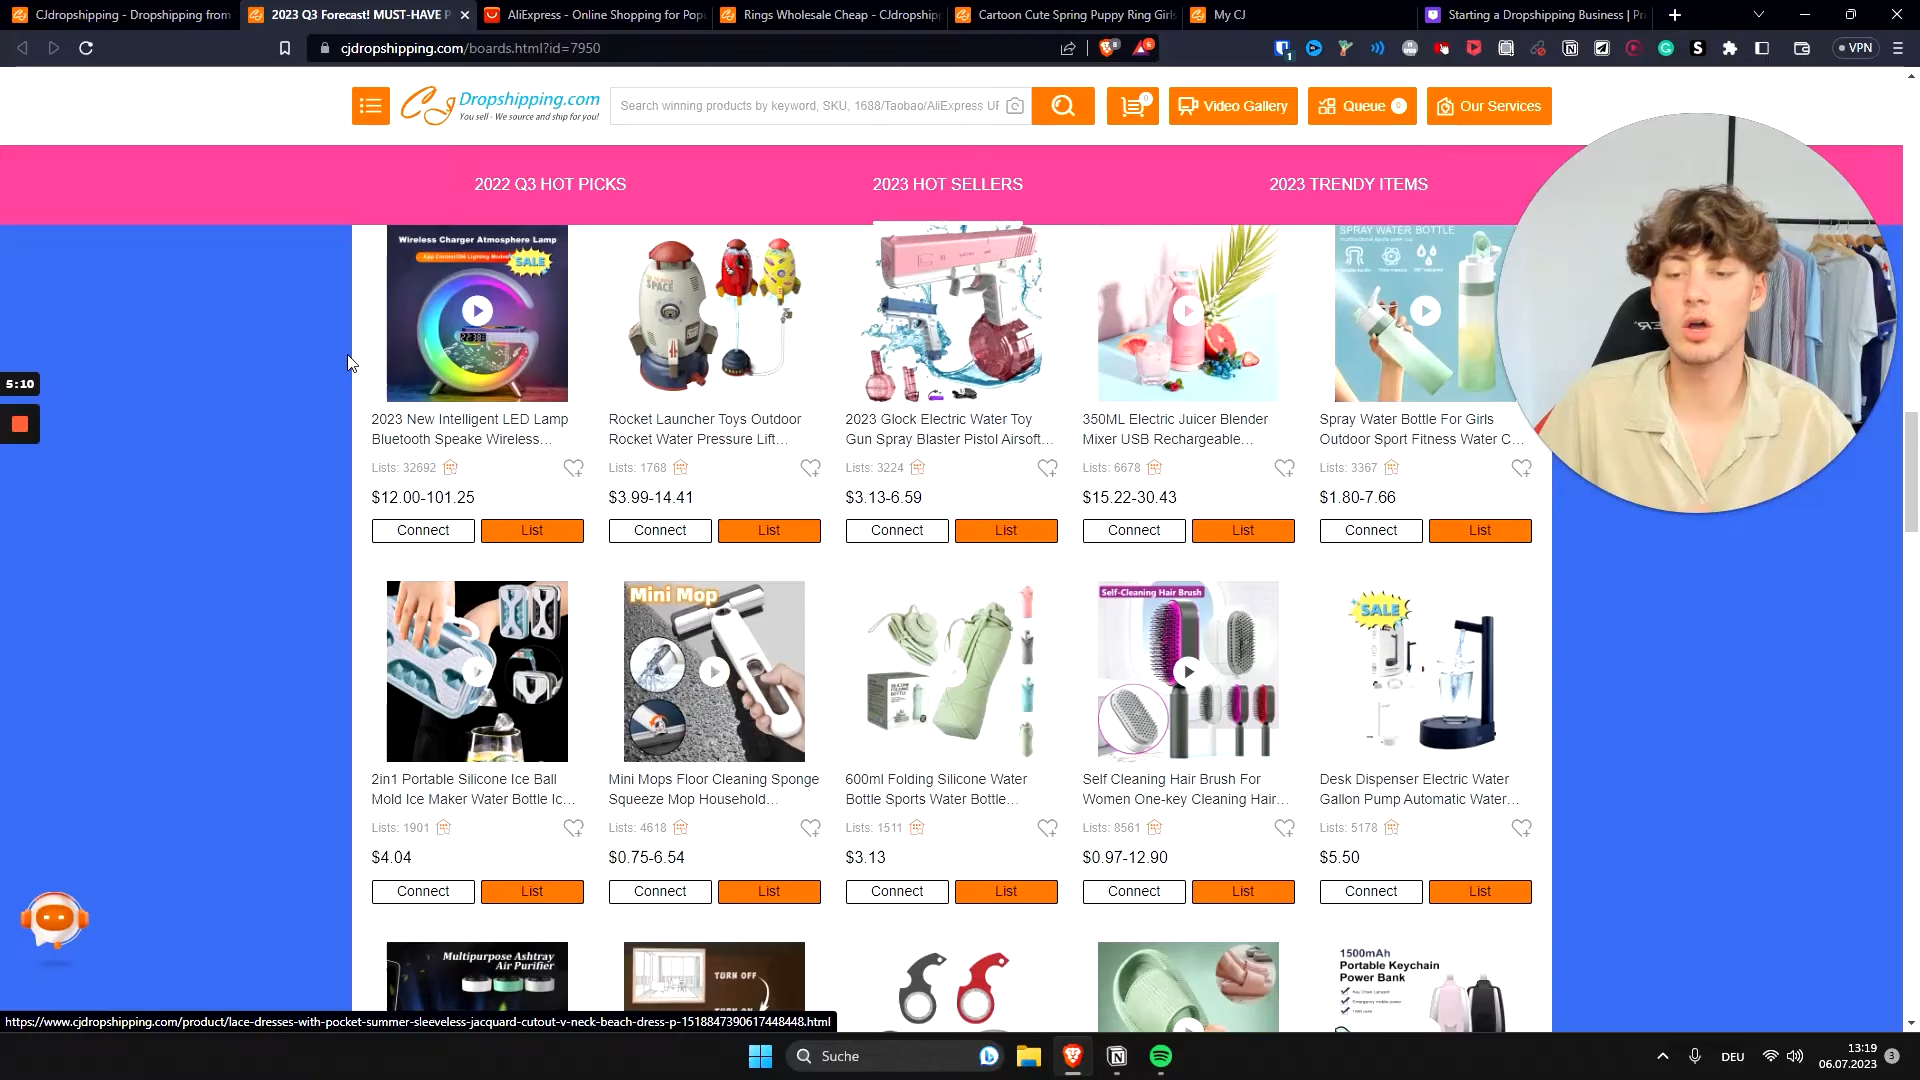 CJdropshipping - Dropshipping from
2023 Q3 Forecast! MUST-HAVE P
AliExpress - Online Shopping for Pop
Rings Wholesale Cheap - CJdropship
Cartoon Cute Spring Puppy Ring Girls
My CJ
Starting a Dropshipping Business | Pr
cjdropshipping.com/boards.html?id=7950
VPN
Dropshipping.com
You sell - We source and ship for you!
Search winning products by keyword, SKU, 1688/Taobao/AliExpress UR
0
Video Gallery
Queue 0
Our Services
2022 Q3 HOT PICKS
2023 HOT SELLERS
2023 TRENDY ITEMS
Wireless Charger Atmosphere Lamp
SALE
SPACE
SPRAY WATER BOTTLE
5:10
2023 New Intelligent LED Lamp
Bluetooth Speake Wireless...
Lists: 32692
$12.00-101.25
Connect
List
Rocket Launcher Toys Outdoor
Rocket Water Pressure Lift...
Lists: 1768
$3.99-14.41
Connect
List
2023 Glock Electric Water Toy
Gun Spray Blaster Pistol Airsoft...
Lists: 3224
$3.13-6.59
Connect
List
350ML Electric Juicer Blender
Mixer USB Rechargeable...
Lists: 6678
$15.22-30.43
Connect
List
Spray Water Bottle For Girls
Outdoor Sport Fitness Water C...
Lists: 3367
$1.80-7.66
Connect
List
Mini Mop
SILICONE
FOLDING
BOTTLE
Self-Cleaning Hair Brush
SALE
2in1 Portable Silicone Ice Ball
Mold Ice Maker Water Bottle Ic...
Lists: 1901
$4.04
Connect
List
Mini Mops Floor Cleaning Sponge
Squeeze Mop Household...
Lists: 4618
$0.75-6.54
Connect
List
600ml Folding Silicone Water
Bottle Sports Water Bottle...
Lists: 1511
$3.13
Connect
List
Self Cleaning Hair Brush For
Women One-key Cleaning Hair...
Lists: 8561
$0.97-12.90
Connect
List
Desk Dispenser Electric Water
Gallon Pump Automatic Water...
Lists: 5178
$5.50
Connect
List
Multipurpose Ashtray
Air Purifier
TURN OFF
1500mAh
Portable Keychain
Power Bank
https://www.cjdropshipping.com/product/lace-dresses-with-pocket-summer-sleeveless-jacquard-cutout-v-neck-beach-dress-p-1518847390617448448.html
Suche
DEU
13:19
06.07.2023
3